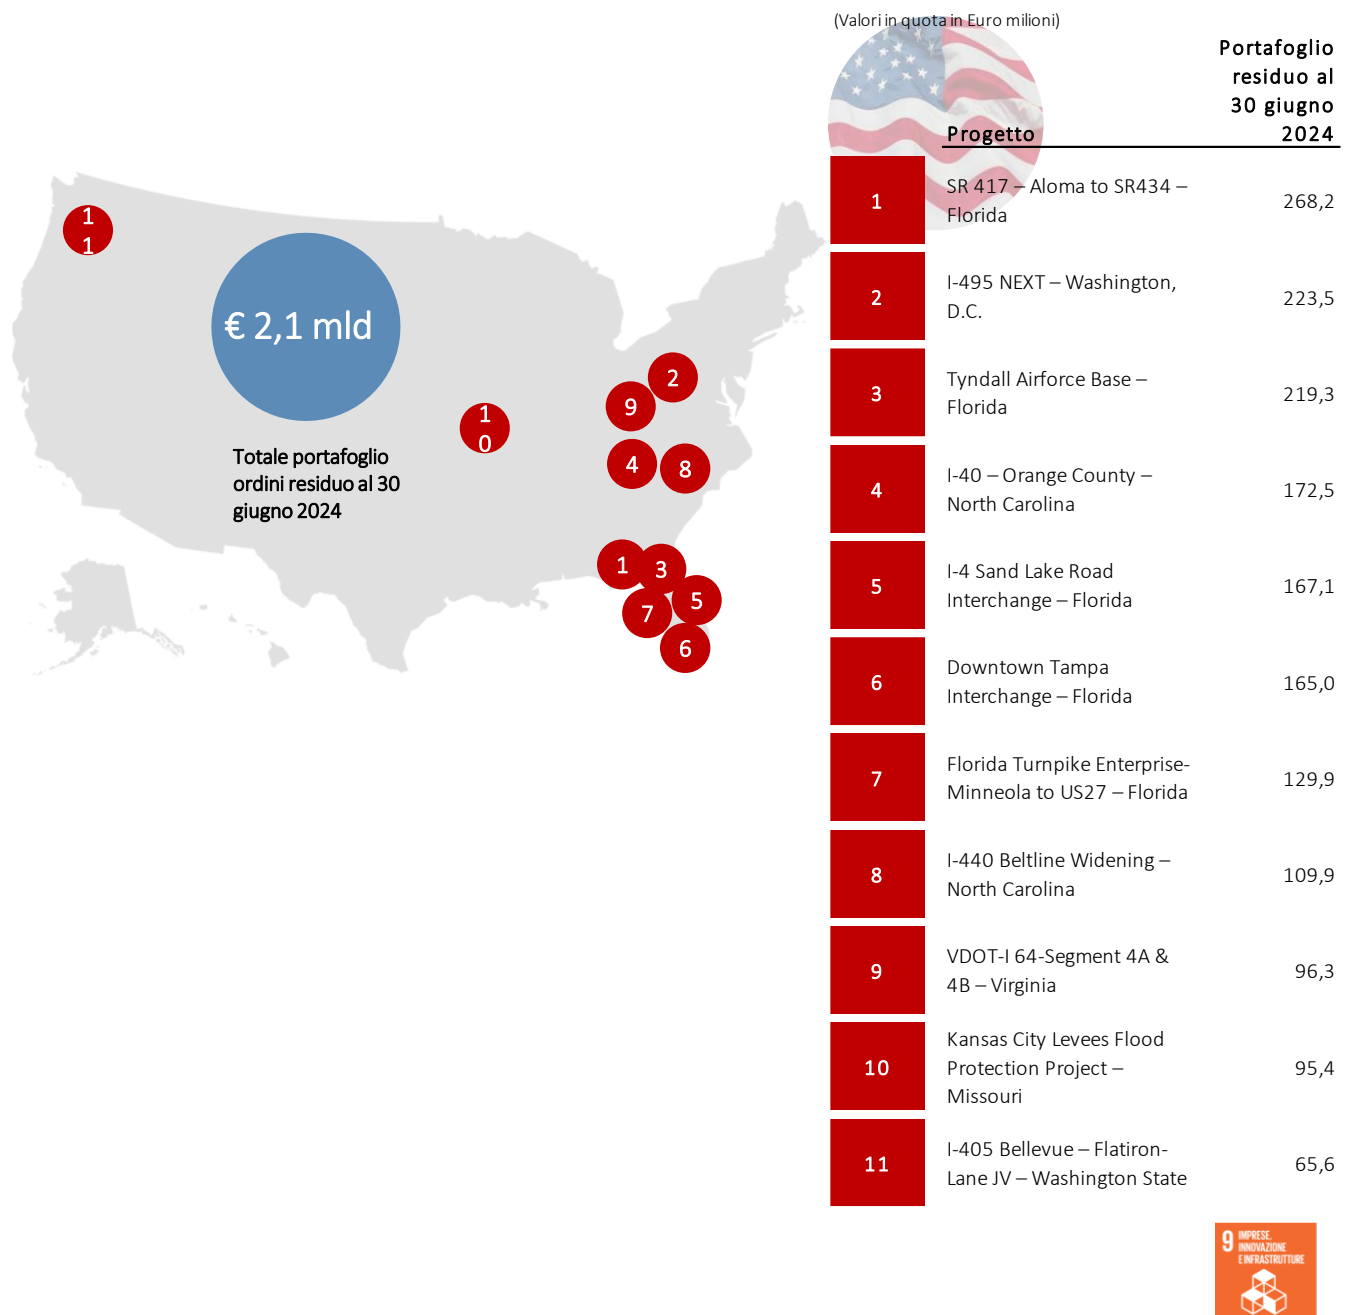 (Valori in quota in Euro milioni)
Portafoglio
residuo al
30 giugno
Progetto 2024
1 SR 417 – Aloma to SR434 –
Florida 268,2
2 I-495 NEXT – Washington,
D.C. 223,5
3 Tyndall Airforce Base –
Florida 219,3
4 I-40 – Orange County –
North Carolina 172,5
5 I-4 Sand Lake Road
Interchange – Florida 167,1
6 Downtown Tampa
Interchange – Florida 165,0
7 Florida Turnpike Enterprise-
Minneola to US27 – Florida 129,9
8 I-440 Beltline Widening –
North Carolina 109,9
9 VDOT-I 64-Segment 4A &
4B – Virginia 96,3
10 Kansas City Levees Flood
Protection Project – 95,4
Missouri
11 I-405 Bellevue – Flatiron-
Lane JV – Washington State 65,6
1
1
€ 2,1 mld
Totale portafoglio
ordini residuo al 30
giugno 2024
1
0
2
9
4
8
1
3
5
7
6
9 IMPRESE,
INNOVAZIONE
E INFRASTRUTTURE